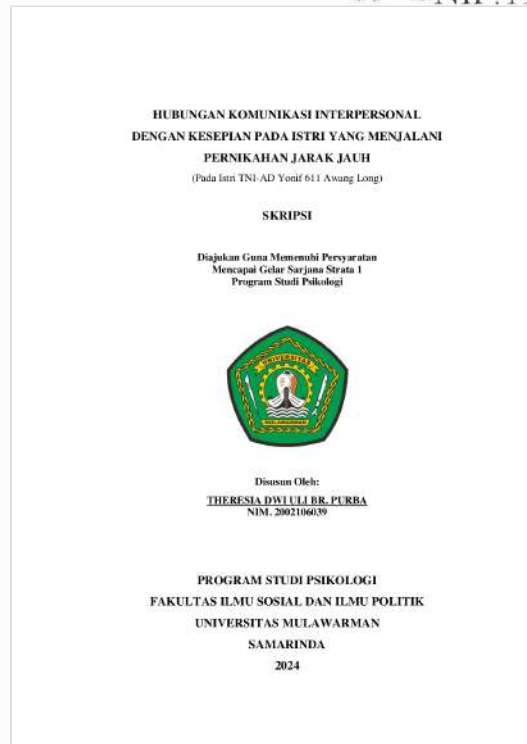 HUBUNGAN KOMUNIKASI INTERPERSONAL
DENGAN KESEPIAN PADA ISTRI YANG MENJALANI
PERNIKAHAN JARAK JAUH
(Pada Istri TNI-AD Yonif 611 Awang Long)
SKRIPSI
Diajukan Guna Memenuhi Persyaratan
Mencapai Gelar Sarjana Strata 1
Program Studi Psikologi
UNIVERSITAS
Disusun Oleh:
THERESIA DWI ULI BR. PURBA
NIM. 2002106039
PROGRAM STUDI PSIKOLOGI
FAKULTAS ILMU SOSIAL DAN ILMU POLITIK
UNIVERSITAS MULAWARMAN
SAMARINDA
2024